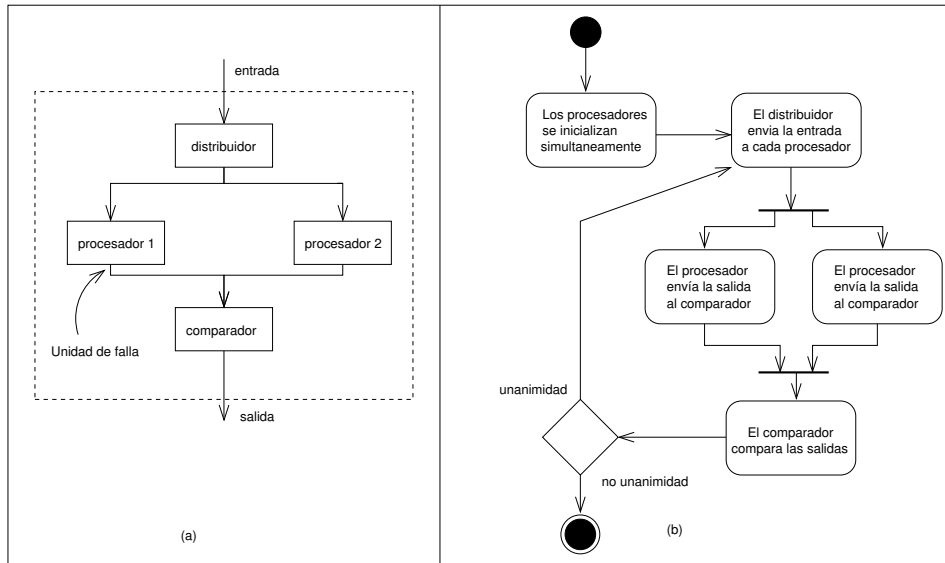 entrada
distribuidor
procesador 1
procesador 2
comparador
Unidad de falla
salida
(a)
Los procesadores
se inicializan
simultaneamente
El distribuidor
envia la entrada
a cada procesador
El procesador
envía la salida
al comparador
El procesador
envía la salida
al comparador
unanimidad
El comparador
compara las salidas
no unanimidad
(b)